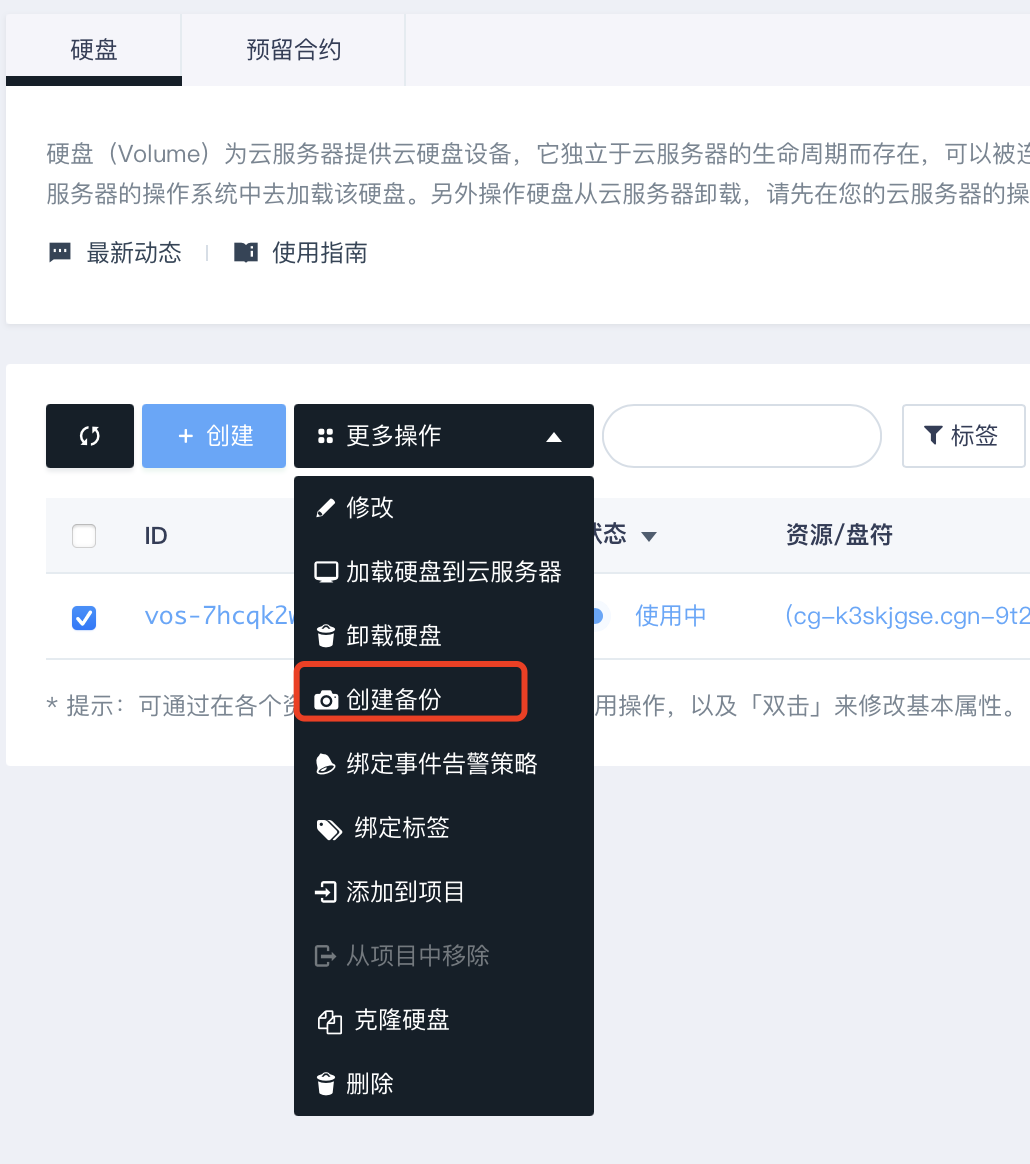 硬盘
预留合约
硬盘（Volume）为云服务器提供云硬盘设备，它独立于云服务器的生命周期而存在，可以被连
服务器的操作系统中去加载该硬盘。另外操作硬盘从云服务器卸载，请先在您的云服务器的操
最新动态
使用指南
+ 创建
更多操作
标签
ID
状态
资源/盘符
vos-7hcqk2
使用中
(cg-k3skjgse.cgn-9t2
* 提示：可通过在各个资
用操作，以及「双击」来修改基本属性。
修改
加载硬盘到云服务器
卸载硬盘
创建备份
绑定事件告警策略
绑定标签
添加到项目
从项目中移除
克隆硬盘
删除